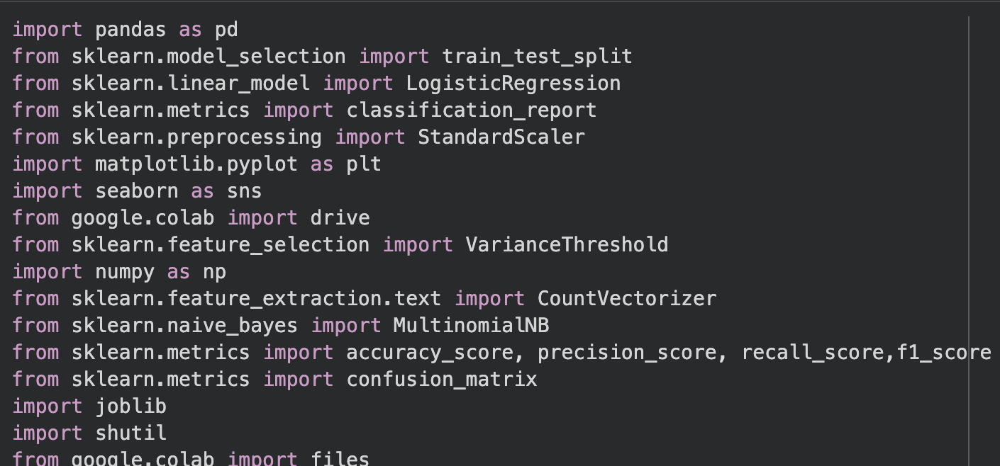 import pandas as pd
from sklearn.model_selection import train_test_split
from sklearn.linear_model import LogisticRegression
from sklearn.metrics import classification_report
from sklearn.preprocessing import StandardScaler
import matplotlib.pyplot as plt
import seaborn as sns
from google.colab import drive
from sklearn.feature_selection import VarianceThreshold
import numpy as np
from sklearn.feature_extraction.text import CountVectorizer
from sklearn.naive_bayes import MultinomialNB
from sklearn.metrics import accuracy_score, precision_score, recall_score,f1_score
from sklearn.metrics import confusion_matrix
import joblib
import shutil
from google.colab import files